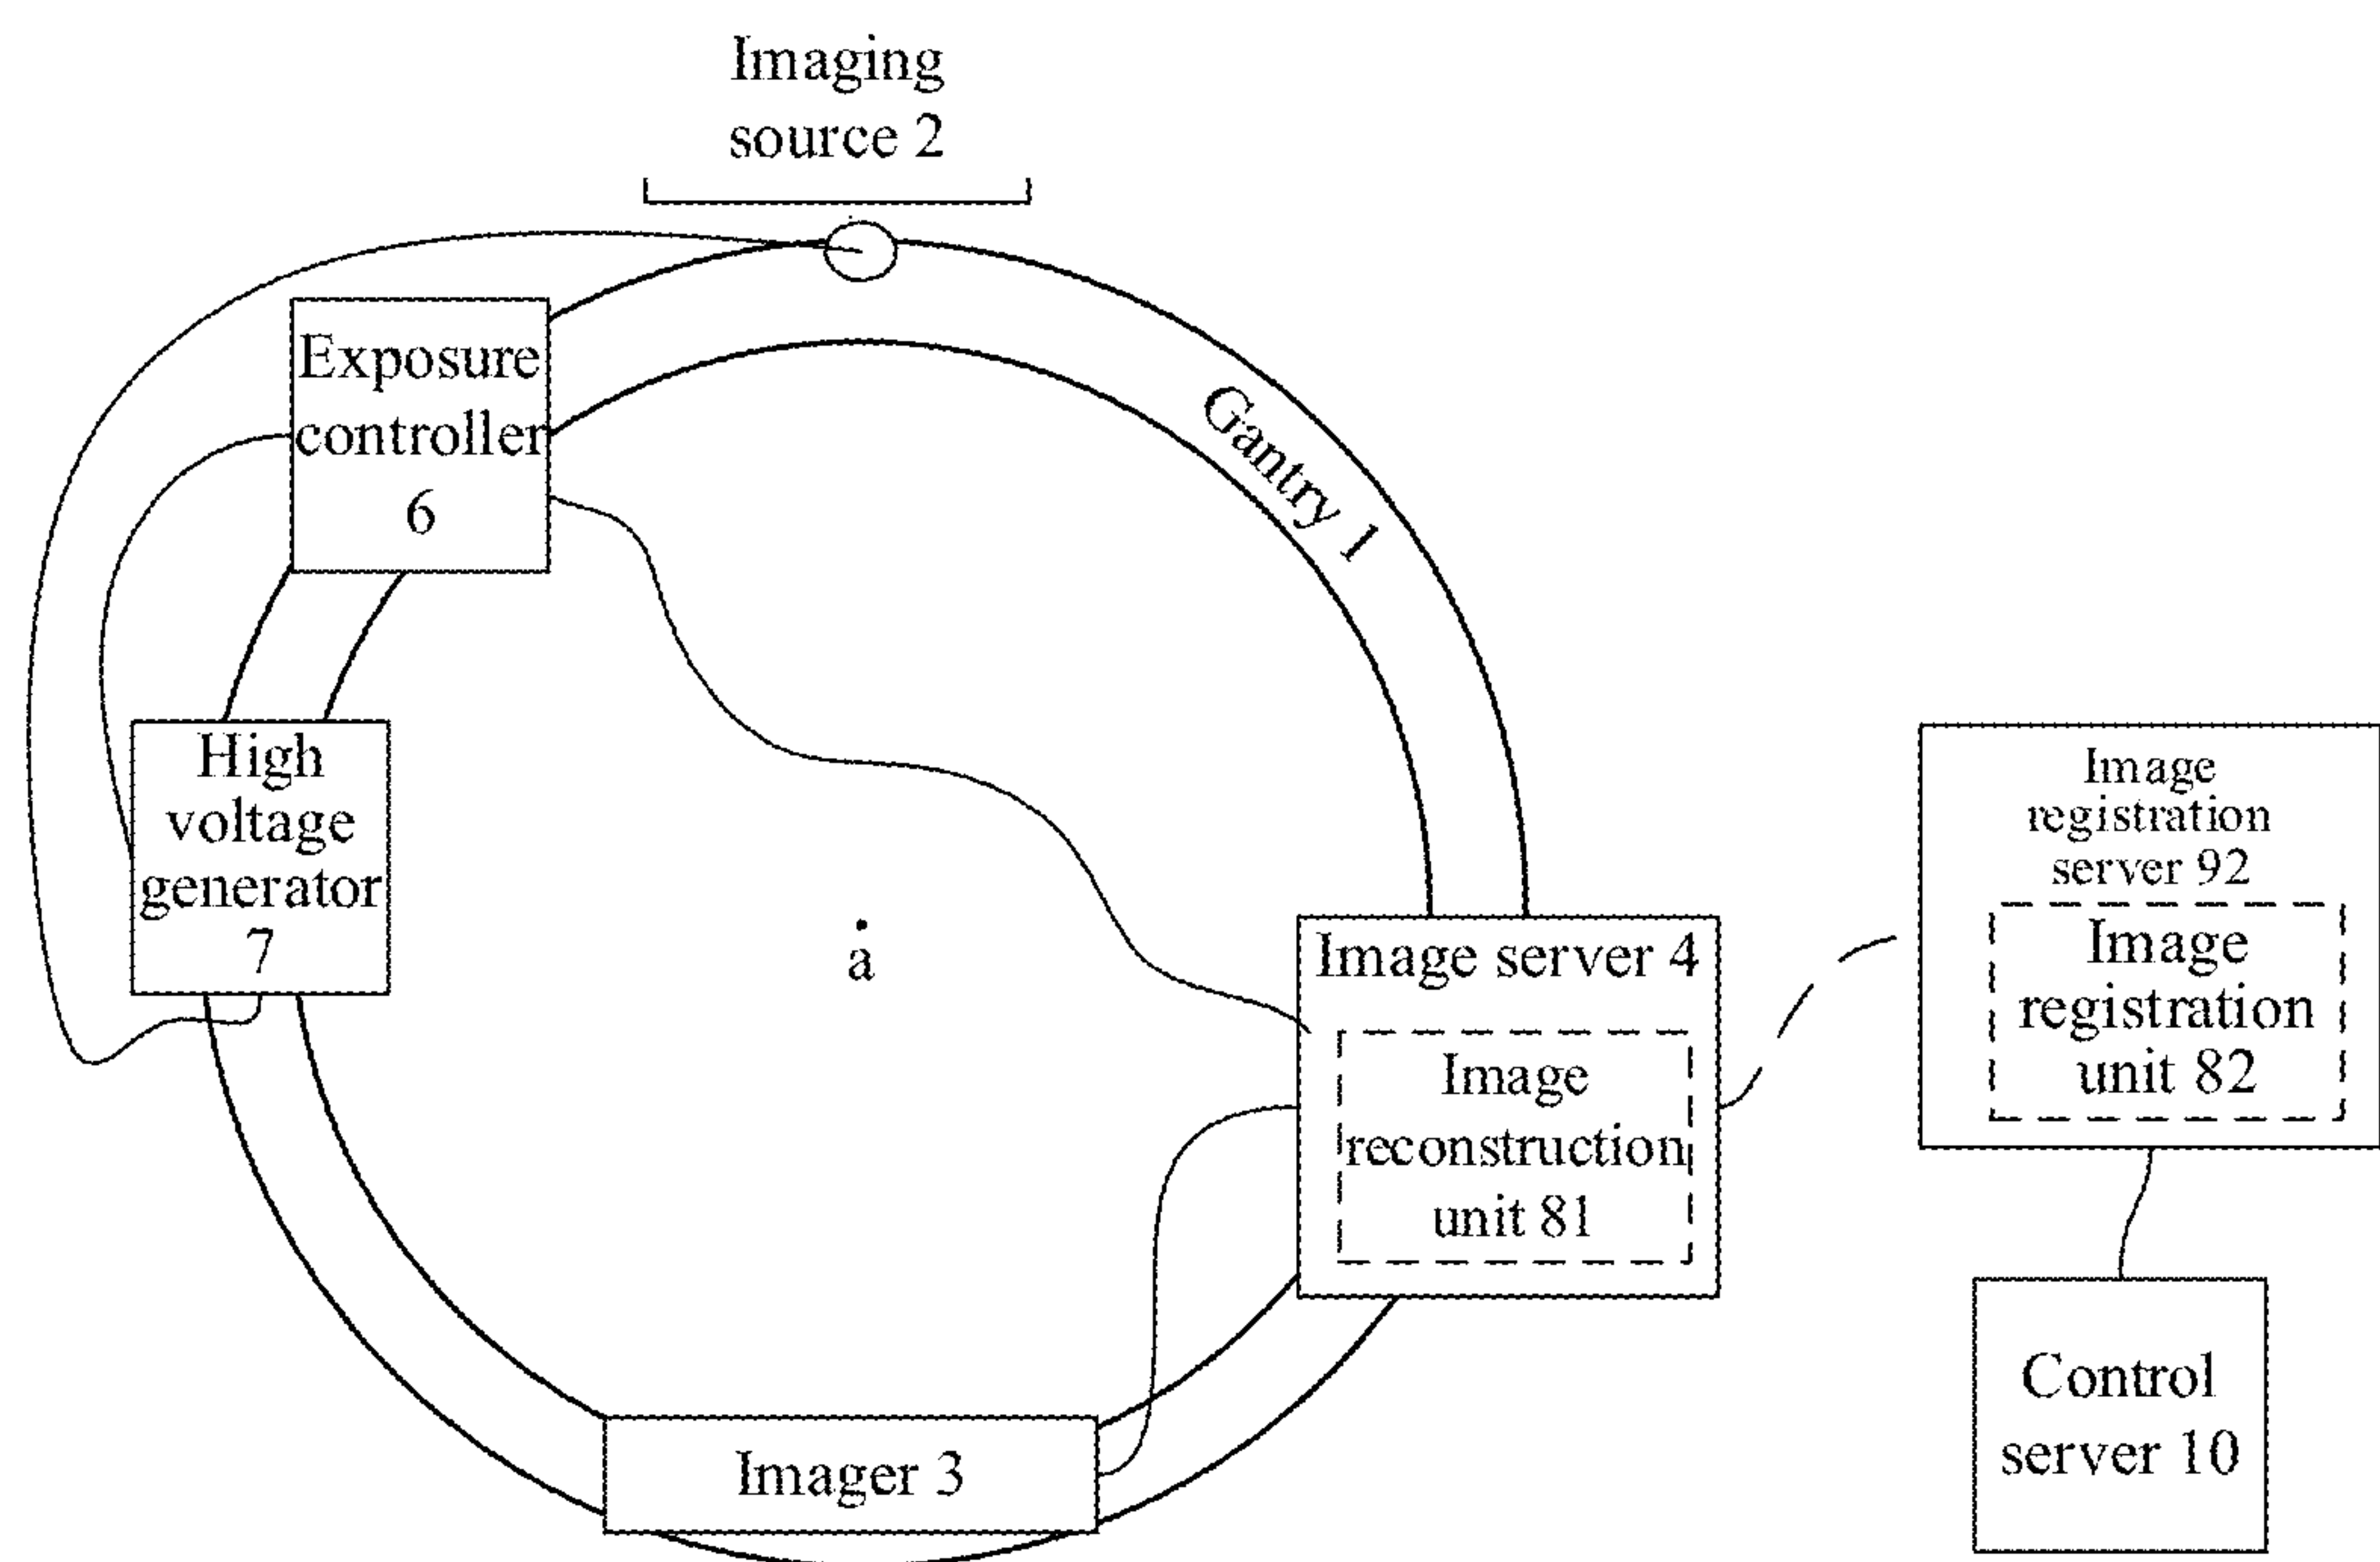 Imaging
source 2
Exposure
controller
6
Gantry 1
High
voltage
generator
7
a
Image server 4
Image
reconstruction
unit 81
Imager 3
Image
registration
server 92
Image
registration
unit 82
Control
server 10